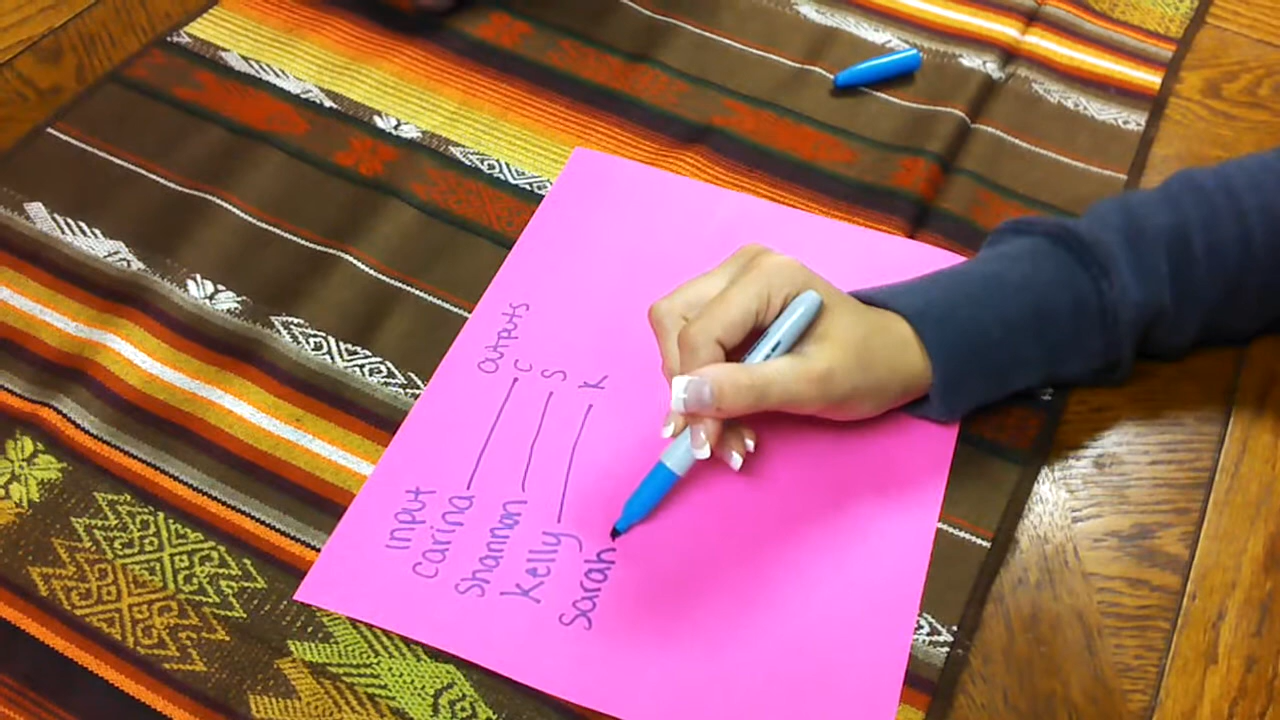 Input outputs
Carina — C
Shannon — S
Kelly — K
Sarah